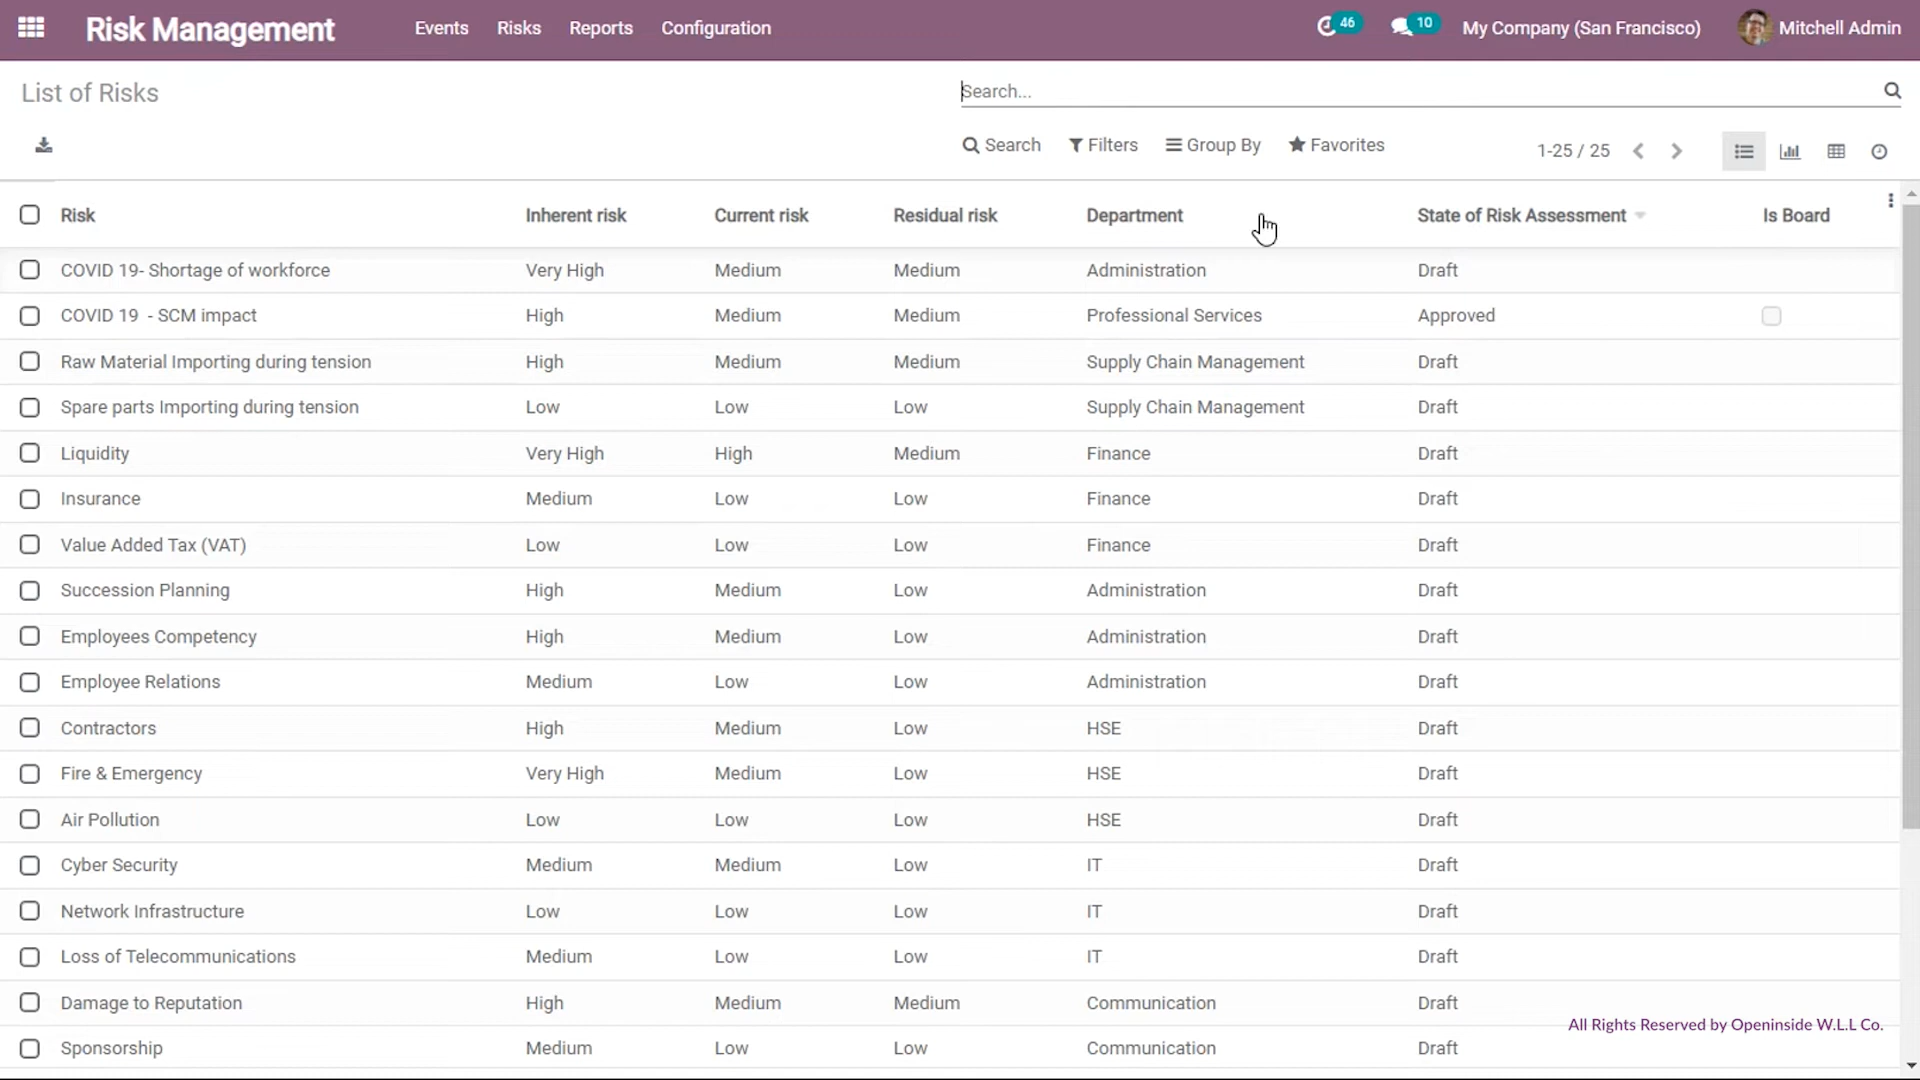 Risk Management Events Risks Reports Configuration 46 10 My Company (San Francisco) Mitchell Admin
List of Risks Search...
Search Filters Group By Favorites 1-25 / 25
Risk Inherent risk Current risk Residual risk Department State of Risk Assessment Is Board
COVID 19- Shortage of workforce Very High Medium Medium Administration Draft
COVID 19  - SCM impact High Medium Medium Professional Services Approved
Raw Material Importing during tension High Medium Medium Supply Chain Management Draft
Spare parts Importing during tension Low Low Low Supply Chain Management Draft
Liquidity Very High High Medium Finance Draft
Insurance Medium Low Low Finance Draft
Value Added Tax (VAT) Low Low Low Finance Draft
Succession Planning High Medium Low Administration Draft
Employees Competency High Medium Low Administration Draft
Employee Relations Medium Low Low Administration Draft
Contractors High Medium Low HSE Draft
Fire & Emergency Very High Medium Low HSE Draft
Air Pollution Low Low Low HSE Draft
Cyber Security Medium Medium Low IT Draft
Network Infrastructure Low Low Low IT Draft
Loss of Telecommunications Medium Low Low IT Draft
Damage to Reputation High Medium Medium Communication Draft
All Rights Reserved by Openinside W.L.L Co.
Sponsorship Medium Low Low Communication Draft